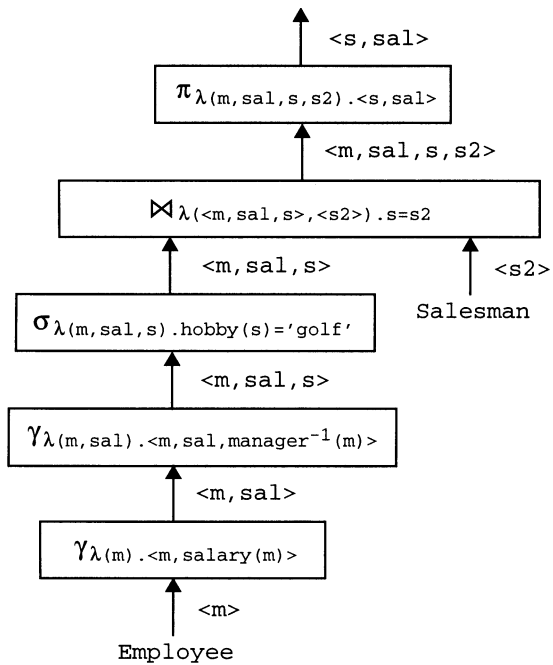 <s,sal>
π λ(m,sal,s,s2).<s,sal>
<m,sal,s,s2>
⋈ λ(<m,sal,s>,<s2>).s=s2
<m,sal,s>
<s2>
Salesman
σ λ(m,sal,s).hobby(s)='golf'
<m,sal,s>
γ λ(m,sal).<m,sal,manager⁻¹(m)>
<m,sal>
γ λ(m).<m,salary(m)>
<m>
Employee